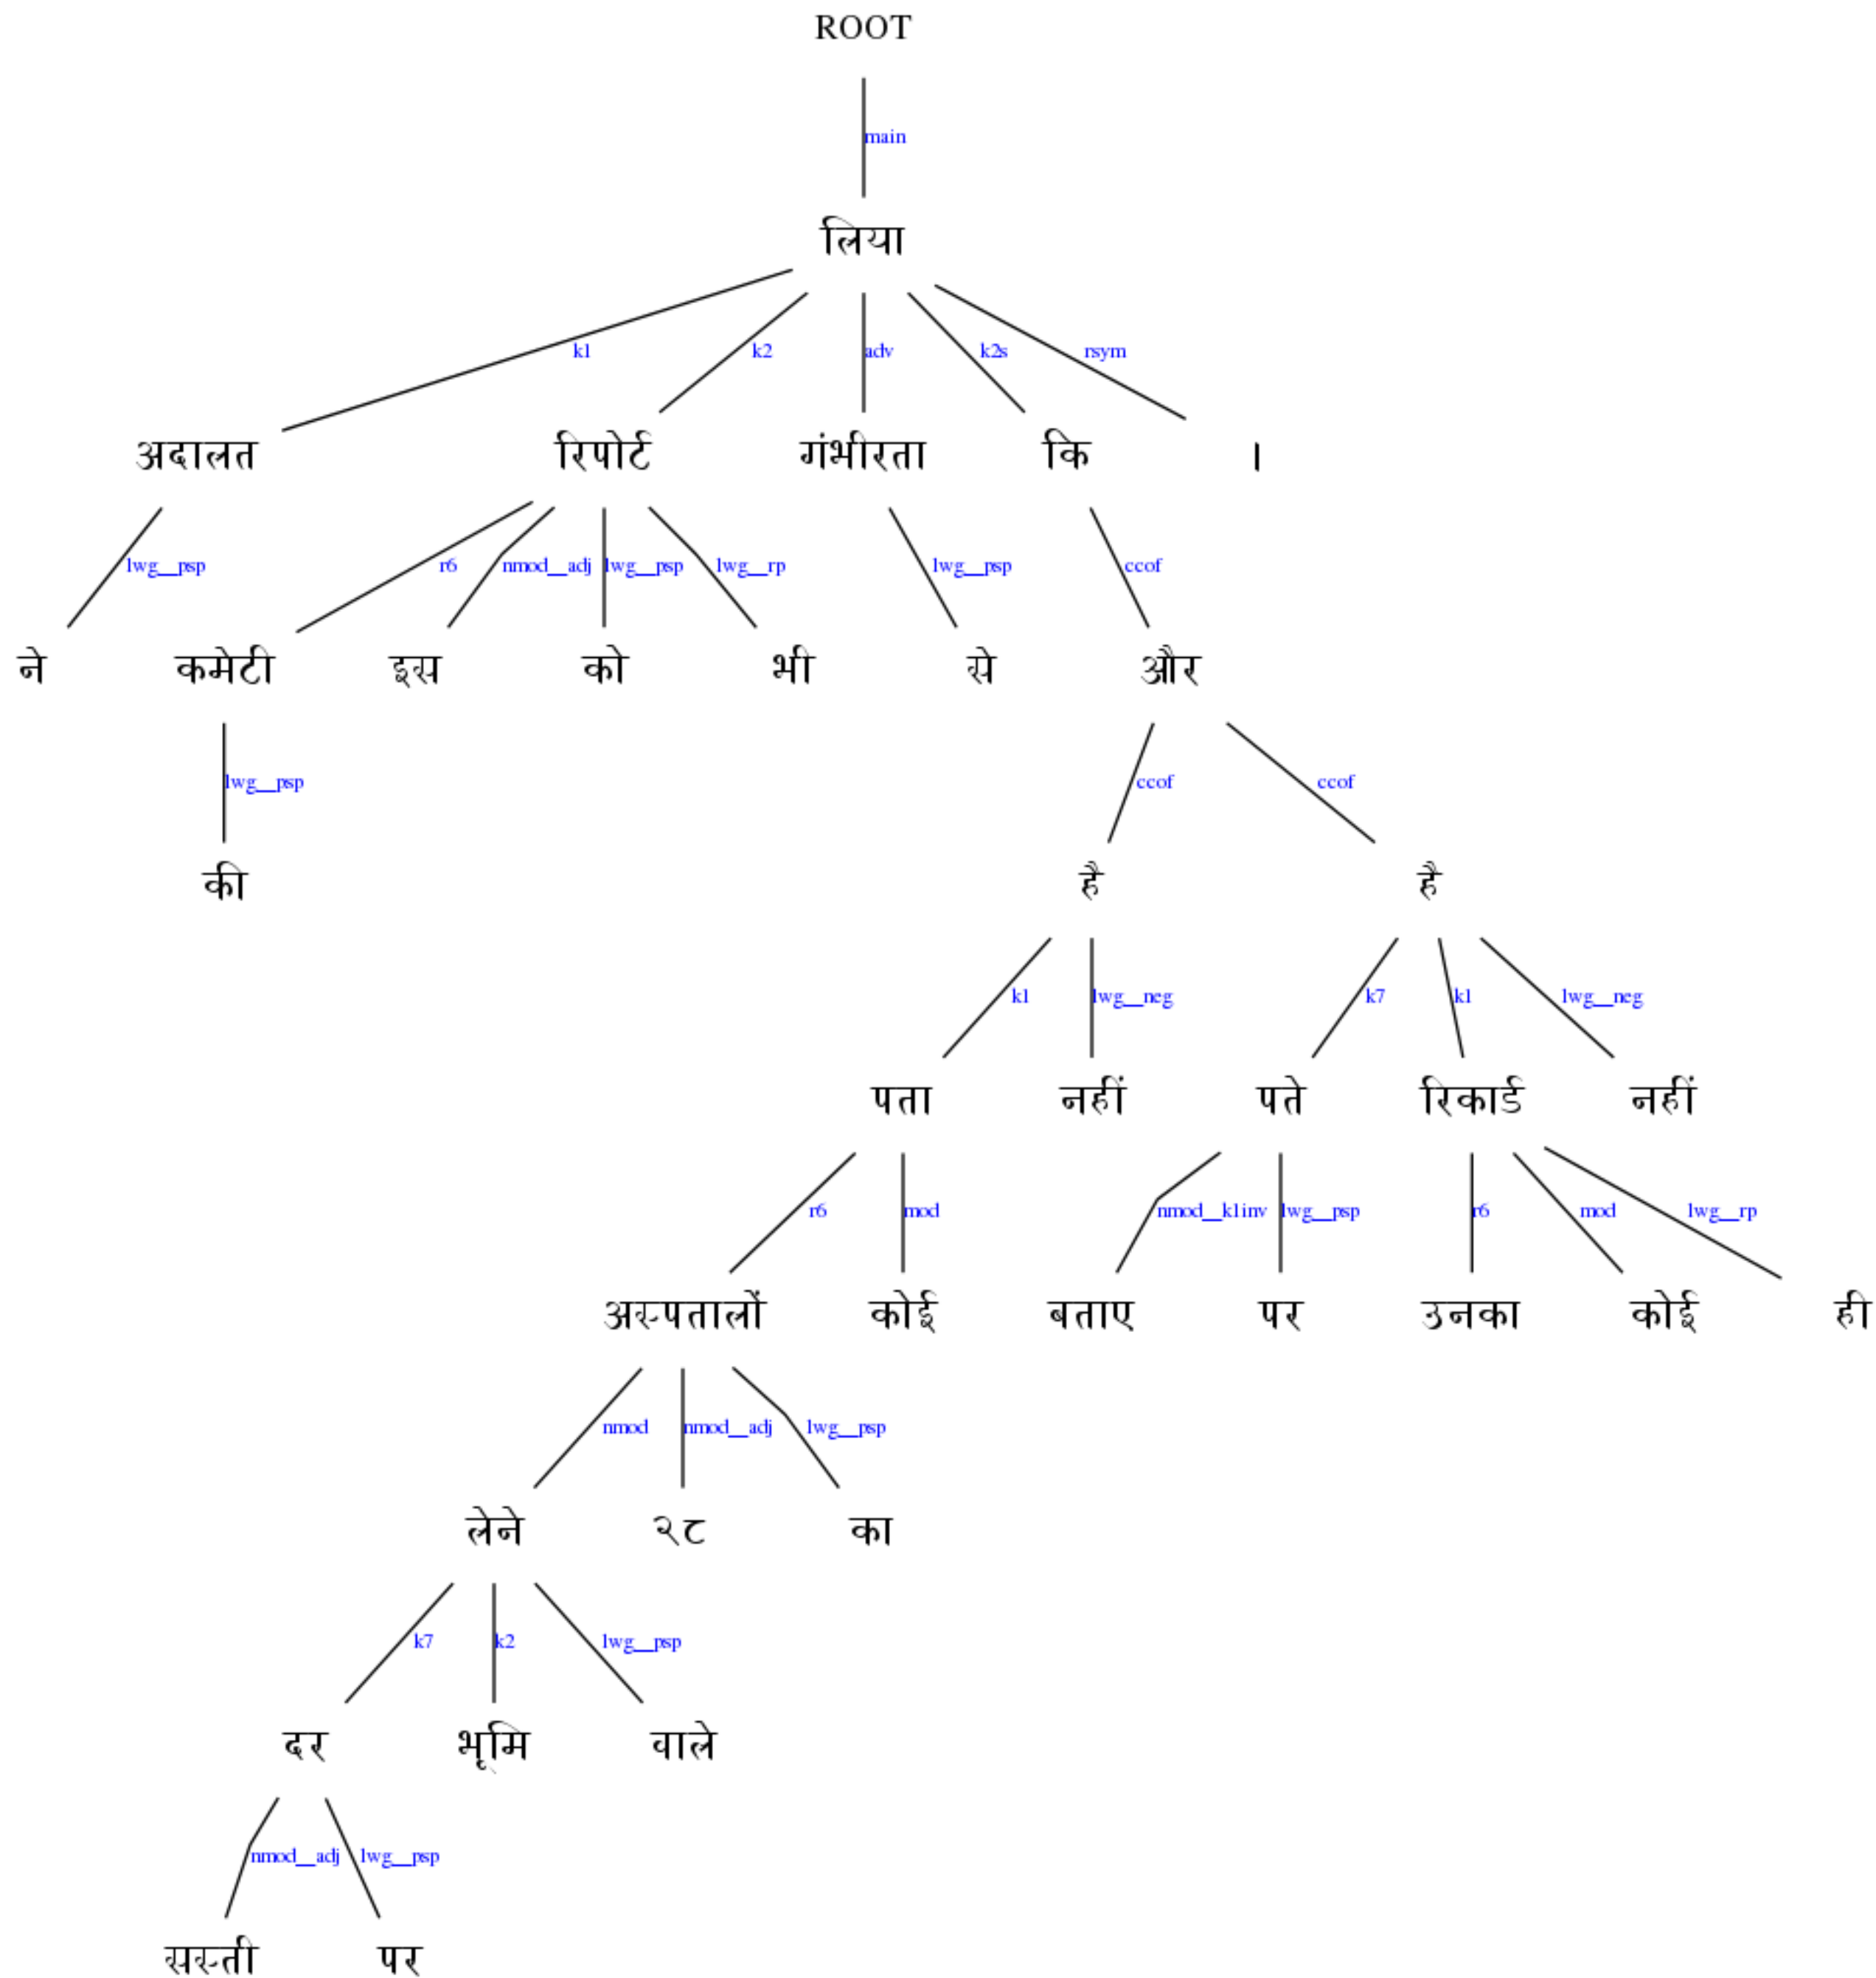 ROOT
main
लिया
k1 k2 adv k2s rsym
अदालत रिपोर्ट गंभीरता कि ।
lwg__psp r6 nmod__adj lwg__psp lwg__rp lwg__psp ccof
ने कमेटी इस को भी से और
lwg__psp ccof ccof
की है है
k1 lwg__neg k7 k1 lwg__neg
पता नहीं पते रिकार्ड नहीं
r6 mod nmod__k1inv lwg__psp r6 mod lwg__rp
अस्पतालों कोई बताए पर उनका कोई ही
nmod nmod__adj lwg__psp
लेने २८ का
k7 k2 lwg__psp
दर भूमि वाले
nmod__adj lwg__psp
सस्ती पर